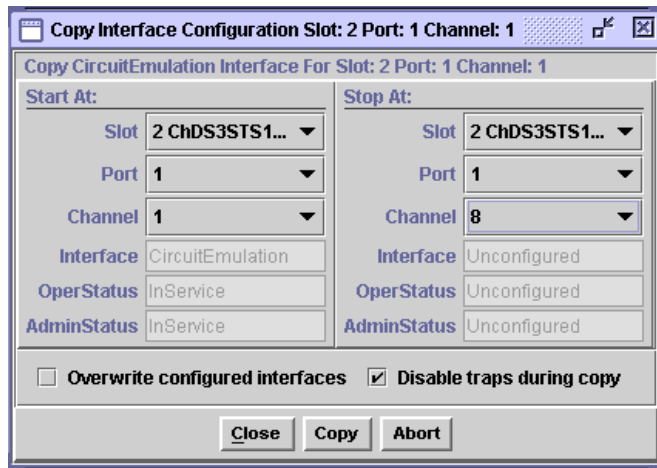 Copy Interface Configuration Slot: 2 Port: 1 Channel: 1
Copy CircuitEmulation Interface For Slot: 2 Port: 1 Channel: 1
Start At:
Slot 2 ChDS3STS1...
Port 1
Channel 1
Interface CircuitEmulation
OperStatus InService
AdminStatus InService
Stop At:
Slot 2 ChDS3STS1...
Port 1
Channel 8
Interface Unconfigured
OperStatus Unconfigured
AdminStatus Unconfigured
Overwrite configured interfaces Disable traps during copy
Close Copy Abort